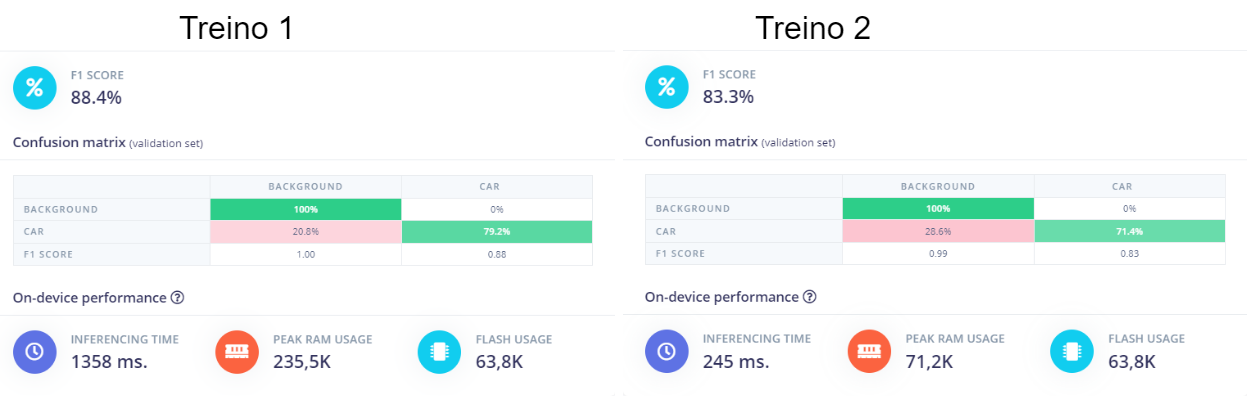 Treino 1
F1 SCORE
88.4%
Confusion matrix (validation set)
BACKGROUND CAR
BACKGROUND 100% 0%
CAR 20.8% 79.2%
F1 SCORE 1.00 0.88
On-device performance ?
INFERENCING TIME
1358 ms.
PEAK RAM USAGE
235,5K
FLASH USAGE
63,8K
Treino 2
F1 SCORE
83.3%
Confusion matrix (validation set)
BACKGROUND CAR
BACKGROUND 100% 0%
CAR 28.6% 71.4%
F1 SCORE 0.99 0.83
On-device performance ?
INFERENCING TIME
245 ms.
PEAK RAM USAGE
71,2K
FLASH USAGE
63,8K